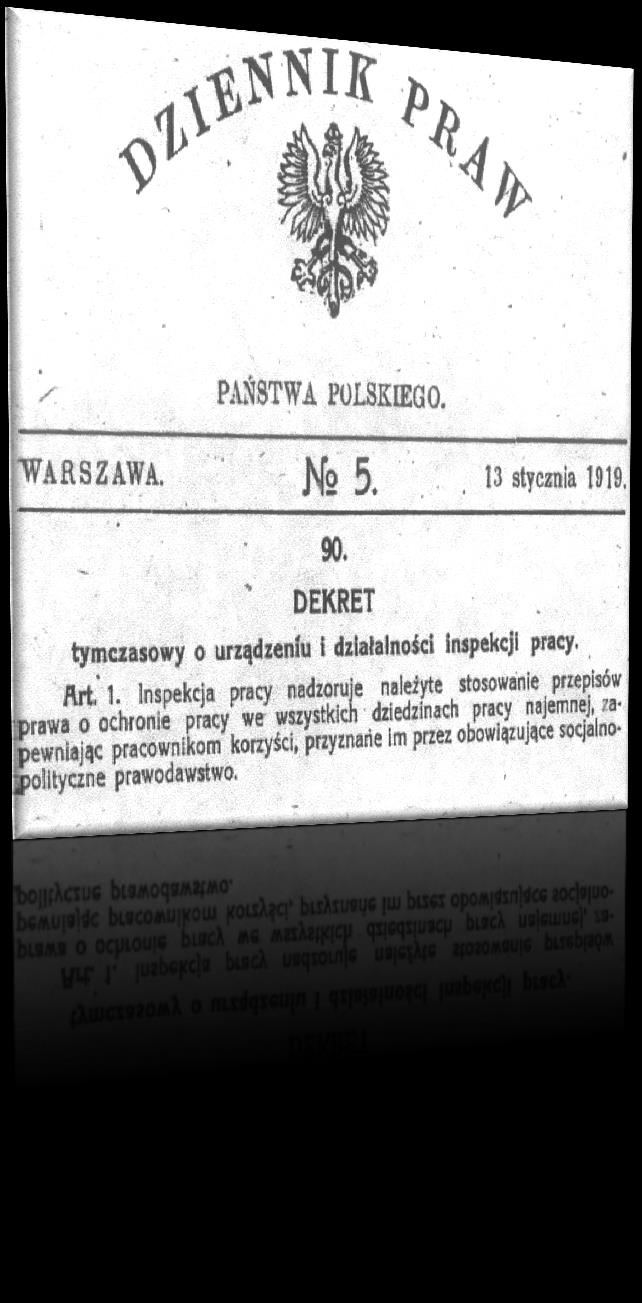 DZIENNIK PRAW
PAŃSTWA POLSKIEGO.
WARSZAWA. № 5. 13 stycznia 1919.
90.
DEKRET
tymczasowy o urządzeniu i działalności inspekcji pracy.
Art. 1. Inspekcja pracy nadzoruje należyte stosowanie przepisów
prawa o ochronie pracy we wszystkich dziedzinach pracy najemnej, za-
pewniając pracownikom korzyści, przyznane im przez obowiązujące socjalno-
polityczne prawodawstwo.